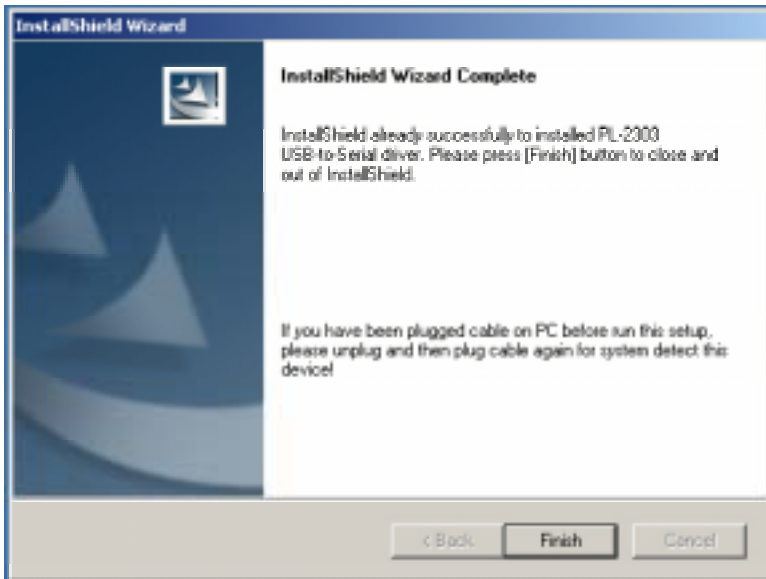 InstallShield Wizard
InstallShield Wizard Complete
InstallShield already successfully to installed PL-2303
USB-to-Serial driver. Please press [Finish] button to close and
out of InstallShield.
If you have been plugged cable on PC before run this setup,
please unplug and then plug cable again for system detect this
device!
< Back
Finish
Cancel